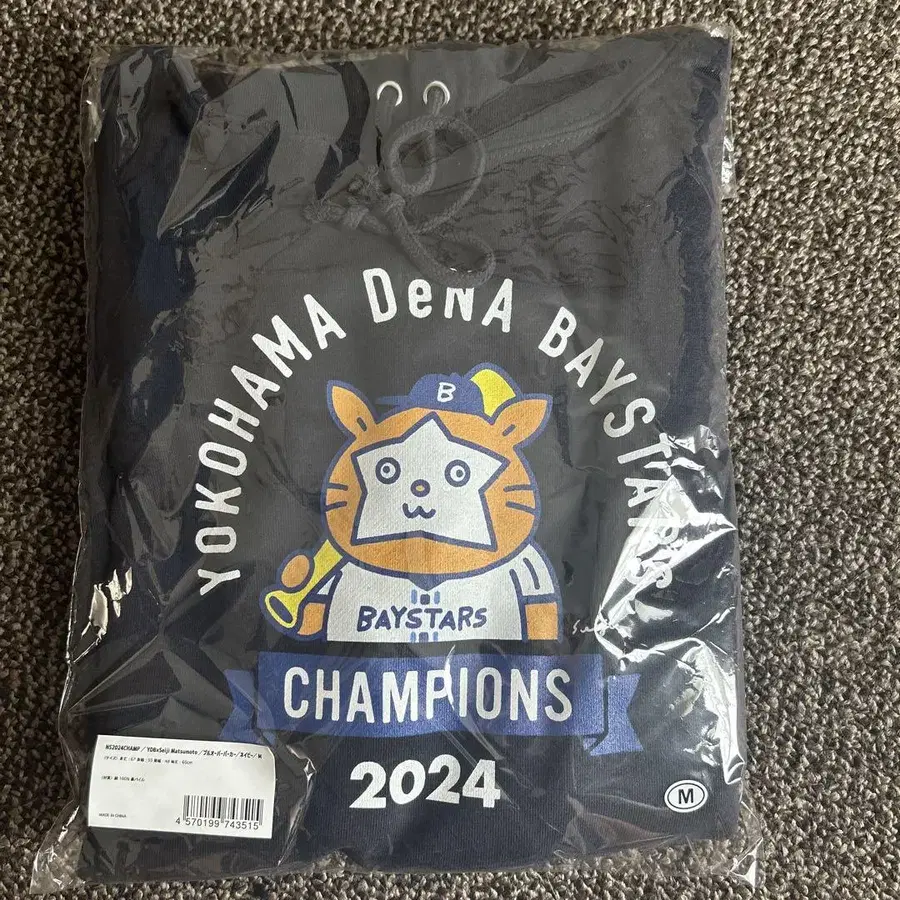 YOKOHAMA DeNA BAYSTARS
B
BAYSTARS
CHAMPIONS
2024
NS2024CHAMP / YDB×Seiji Matsumoto / プルオーバーパーカー/ネイビー/ M
MADE IN CHINA
4 570199 743515
M